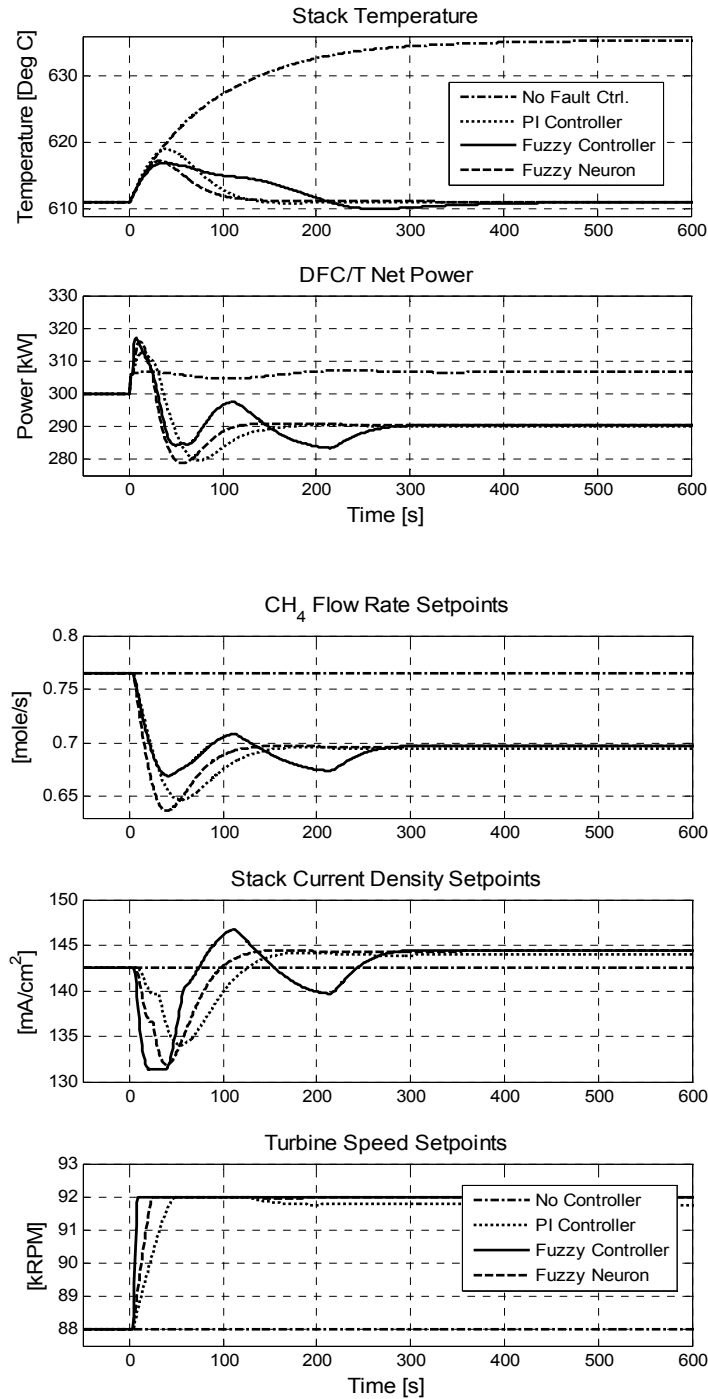 Stack Temperature
Temperature [Deg C]
630
620
610
0 100 200 300 400 500 600
No Fault Ctrl.
PI Controller
Fuzzy Controller
Fuzzy Neuron
DFC/T Net Power
Power [kW]
330
320
310
300
290
280
0 100 200 300 400 500 600
Time [s]
CH4 Flow Rate Setpoints
[mole/s]
0.8
0.75
0.7
0.65
0 100 200 300 400 500 600
Stack Current Density Setpoints
[mA/cm2]
150
145
140
135
130
0 100 200 300 400 500 600
Turbine Speed Setpoints
[kRPM]
93
92
91
90
89
88
No Controller
PI Controller
Fuzzy Controller
Fuzzy Neuron
0 100 200 300 400 500 600
Time [s]